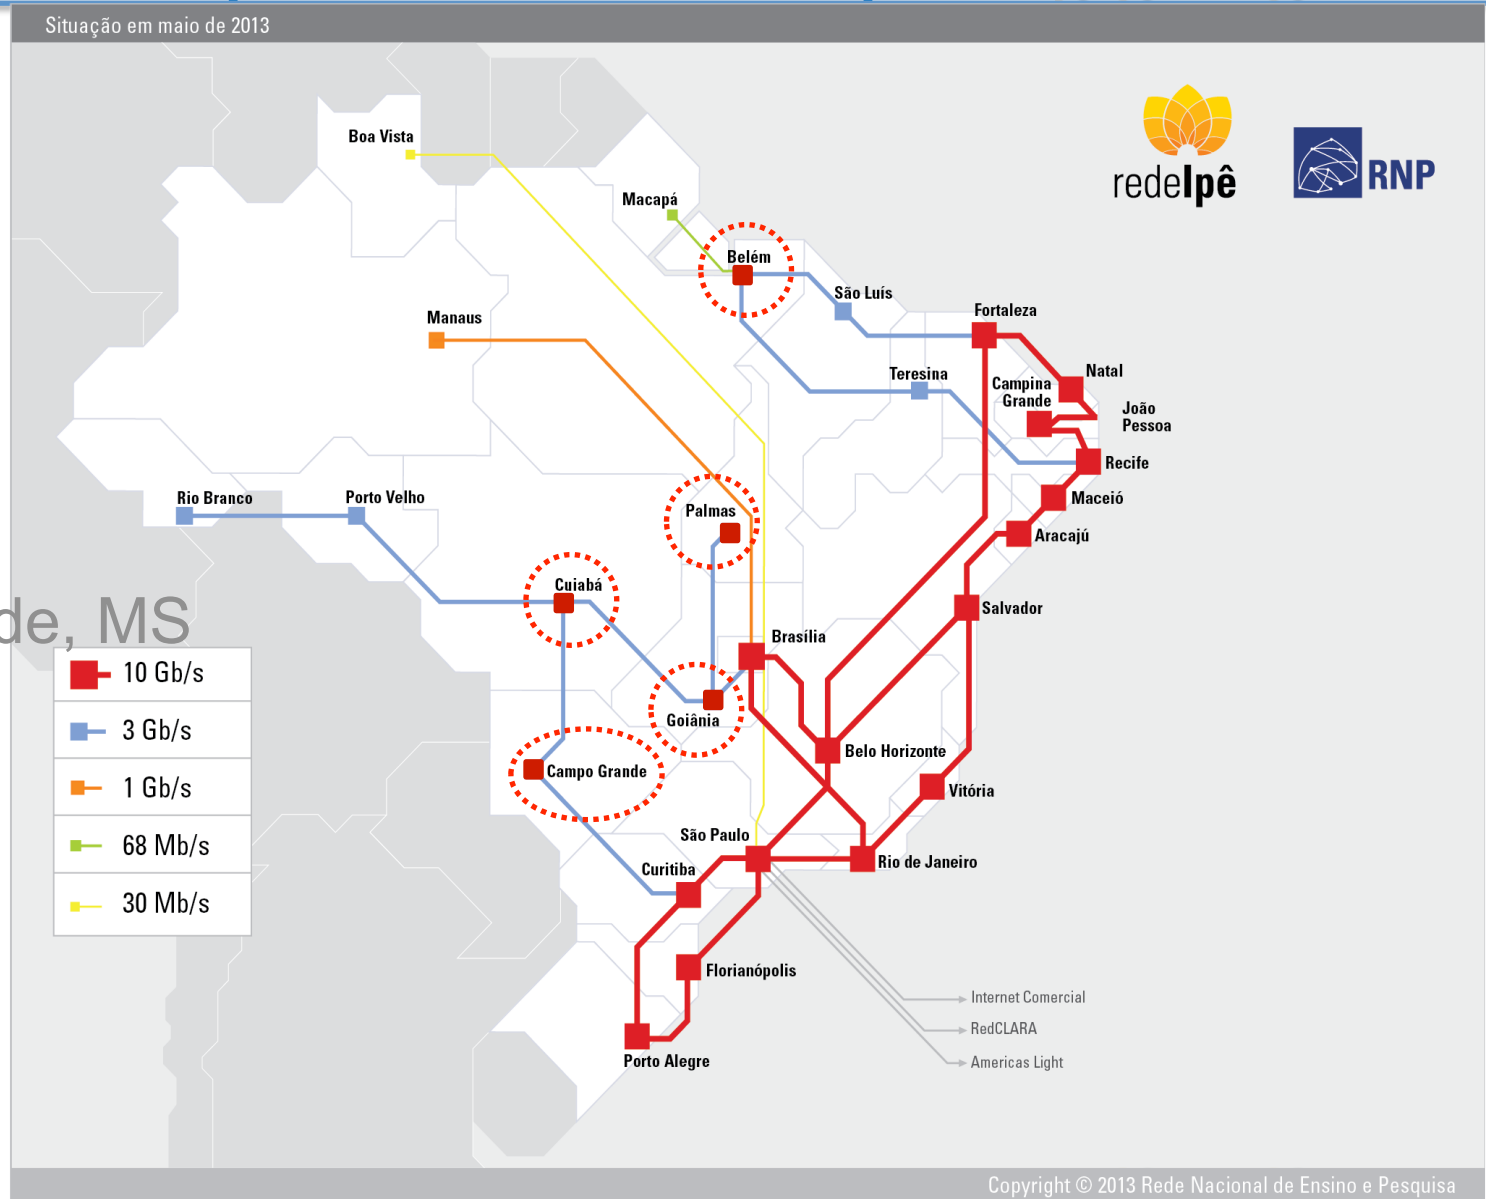 Situação em maio de 2013
redeIpê
RNP
Boa Vista
Macapá
Belém
São Luís
Fortaleza
Manaus
Teresina
Natal
Campina
Grande
João
Pessoa
Recife
Rio Branco
Porto Velho
Palmas
Maceió
Aracajú
Cuiabá
Salvador
de, MS
Brasília
10 Gb/s
3 Gb/s
1 Gb/s
68 Mb/s
30 Mb/s
Goiânia
Belo Horizonte
Campo Grande
Vitória
São Paulo
Rio de Janeiro
Curitiba
Florianópolis
Internet Comercial
RedCLARA
Americas Light
Porto Alegre
Copyright © 2013 Rede Nacional de Ensino e Pesquisa